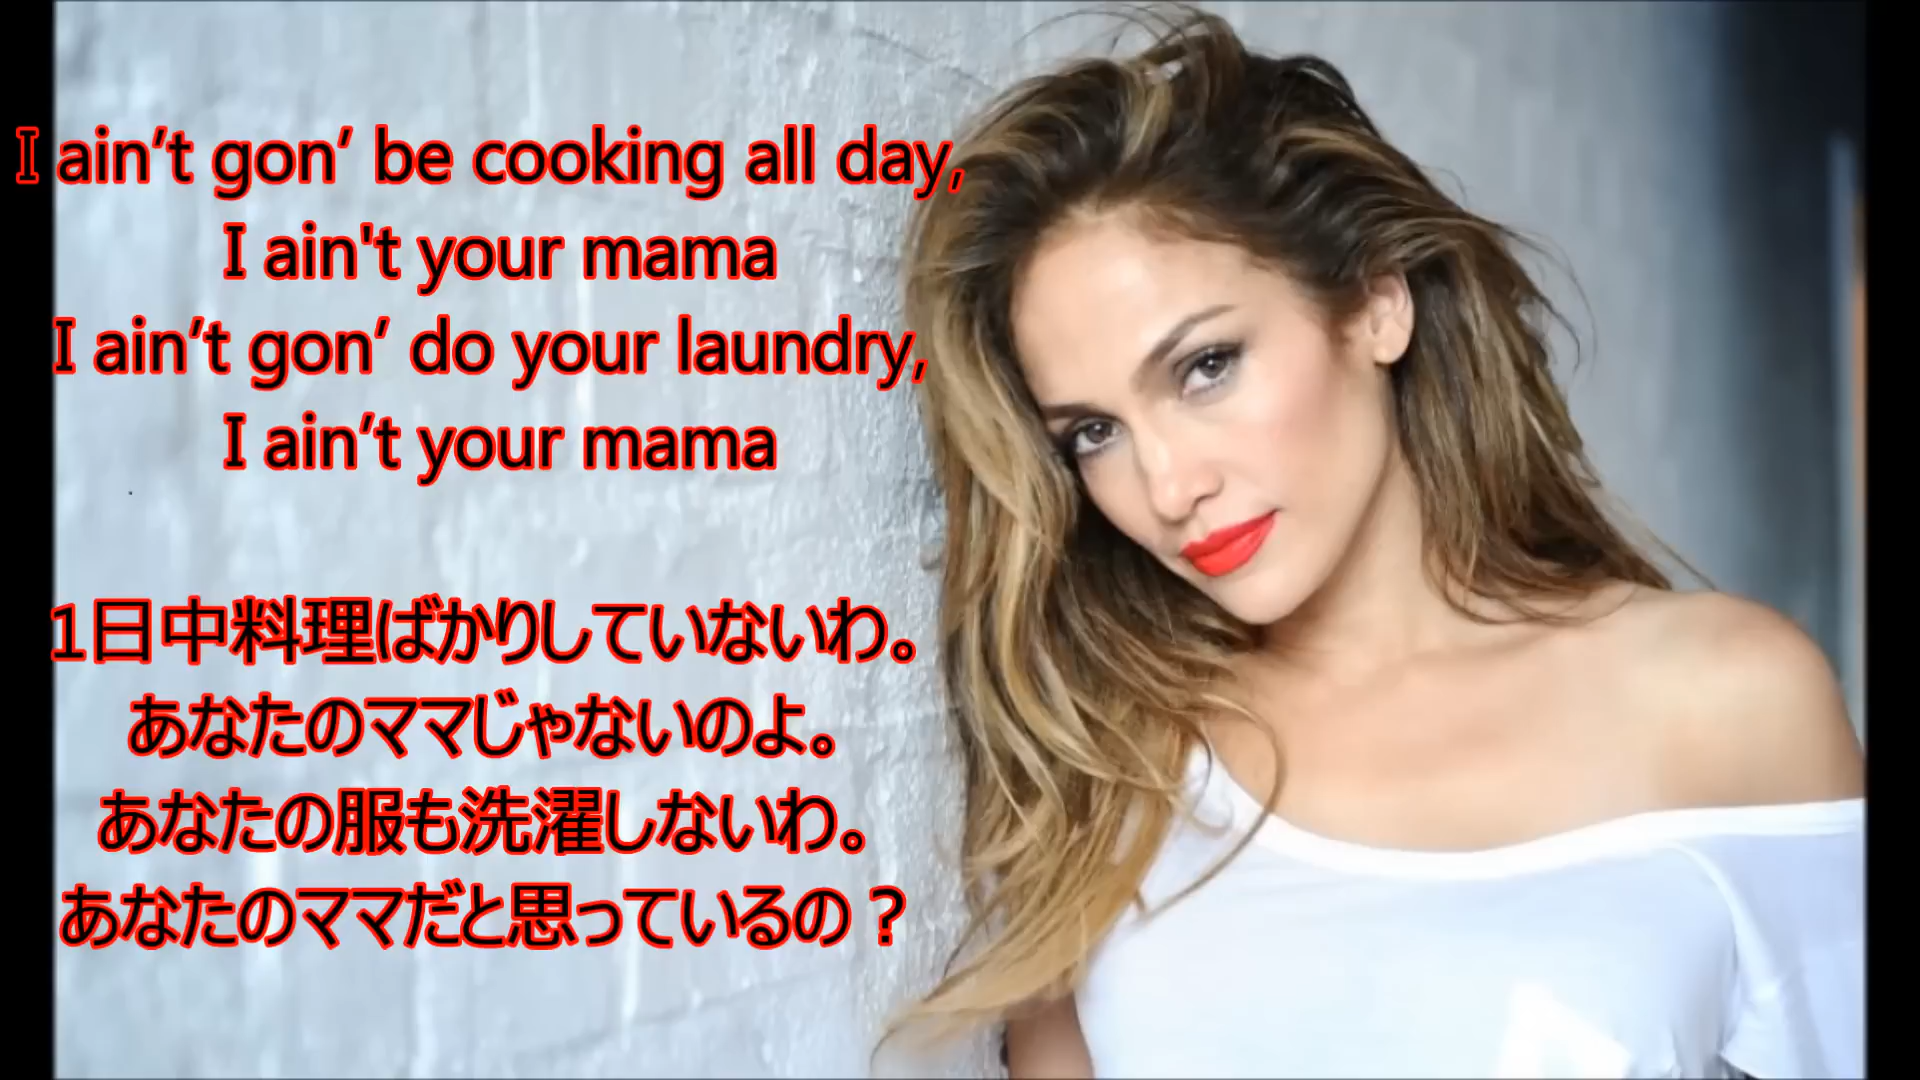 I ain’t gon’ be cooking all day,
I ain't your mama
I ain’t gon’ do your laundry,
I ain’t your mama
1日中料理ばかりしていないわ。
あなたのママじゃないのよ。
あなたの服も洗濯しないわ。
あなたのママだと思っているの？